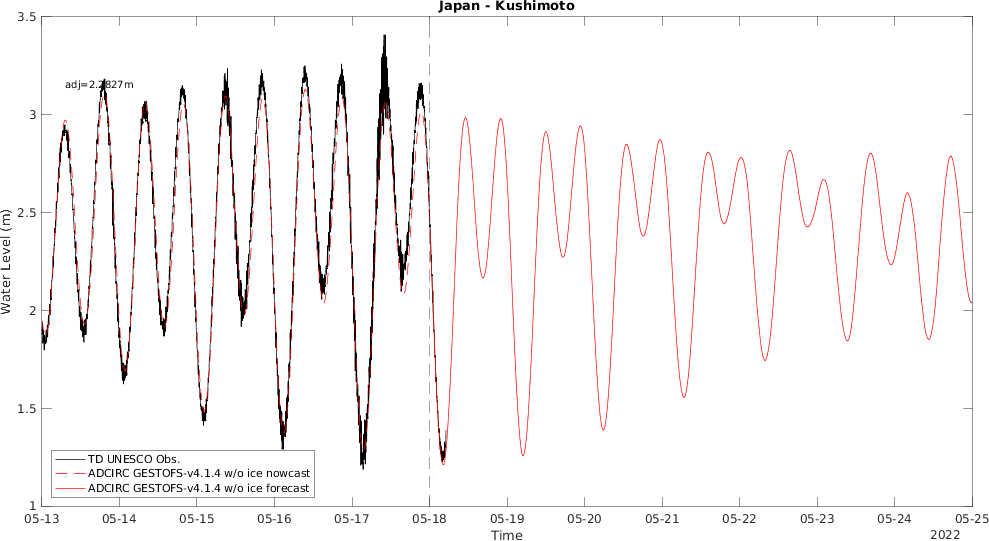 Japan - Kushimoto
3.5
3
2.5
2
1.5
1
Water Level (m)
adj=2.2827m
TD UNESCO Obs.
ADCIRC GESTOFS-v4.1.4 w/o ice nowcast
ADCIRC GESTOFS-v4.1.4 w/o ice forecast
05-13 05-14 05-15 05-16 05-17 05-18 05-19 05-20 05-21 05-22 05-23 05-24 05-25
Time
2022